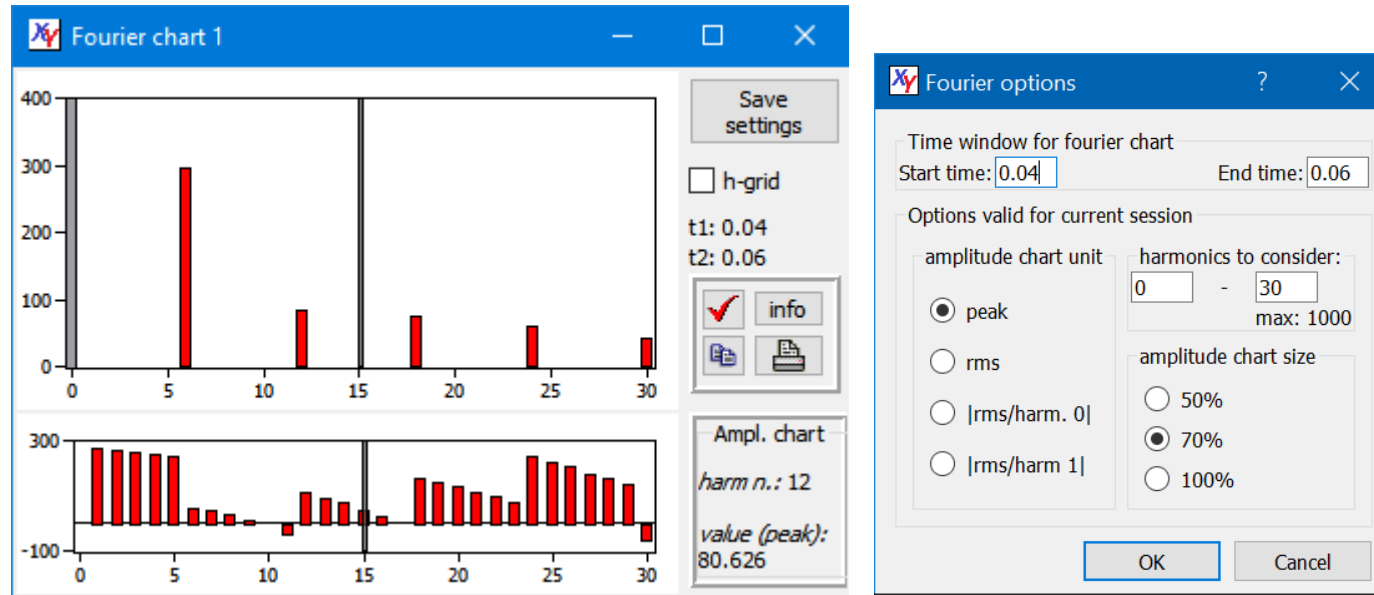 XY Fourier chart 1
400
300
200
100
0
0 5 10 15 20 25 30
300
-100
0 5 10 15 20 25 30
Save
settings
h-grid
t1: 0.04
t2: 0.06
info
Ampl. chart
harm n.: 12
value (peak):
80.626
XY Fourier options ?
Time window for fourier chart
Start time: 0.04 End time: 0.06
Options valid for current session
amplitude chart unit
peak
rms
|rms/harm. 0|
|rms/harm 1|
harmonics to consider:
0 - 30
max: 1000
amplitude chart size
50%
70%
100%
OK Cancel